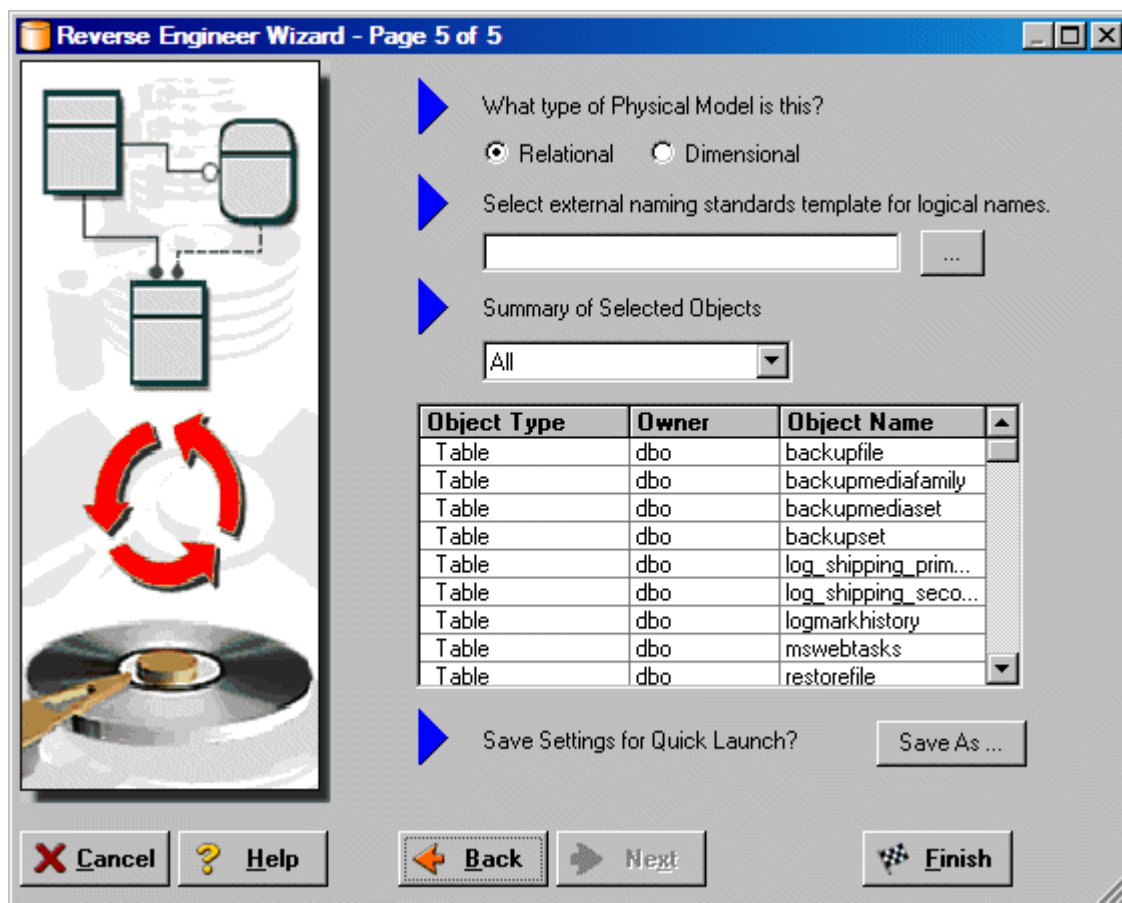 Reverse Engineer Wizard - Page 5 of 5
What type of Physical Model is this?
Relational Dimensional
Select external naming standards template for logical names.
...
Summary of Selected Objects
All
Object Type Owner Object Name
Table dbo backupfile
Table dbo backupmediafamily
Table dbo backupmediaset
Table dbo backupset
Table dbo log_shipping_prim...
Table dbo log_shipping_seco...
Table dbo logmarkhistory
Table dbo mswebtasks
Table dbo restorefile
Save Settings for Quick Launch? Save As ...
Cancel ? Help Back Next Finish